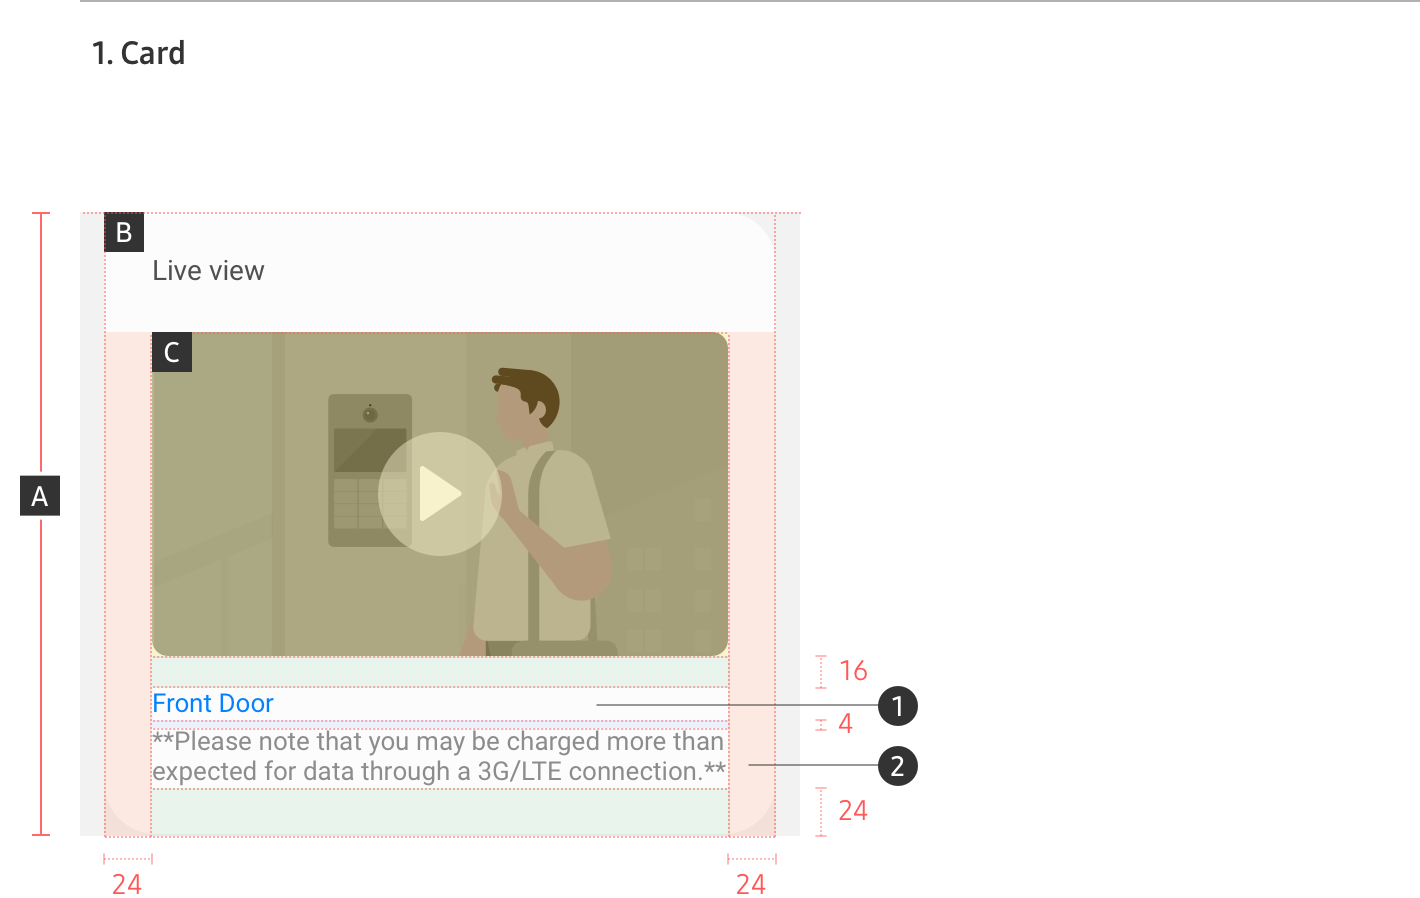 1. Card
B
Live view
C
A
16
Front Door
1
4
**Please note that you may be charged more than
expected for data through a 3G/LTE connection.**
2
24
24
24